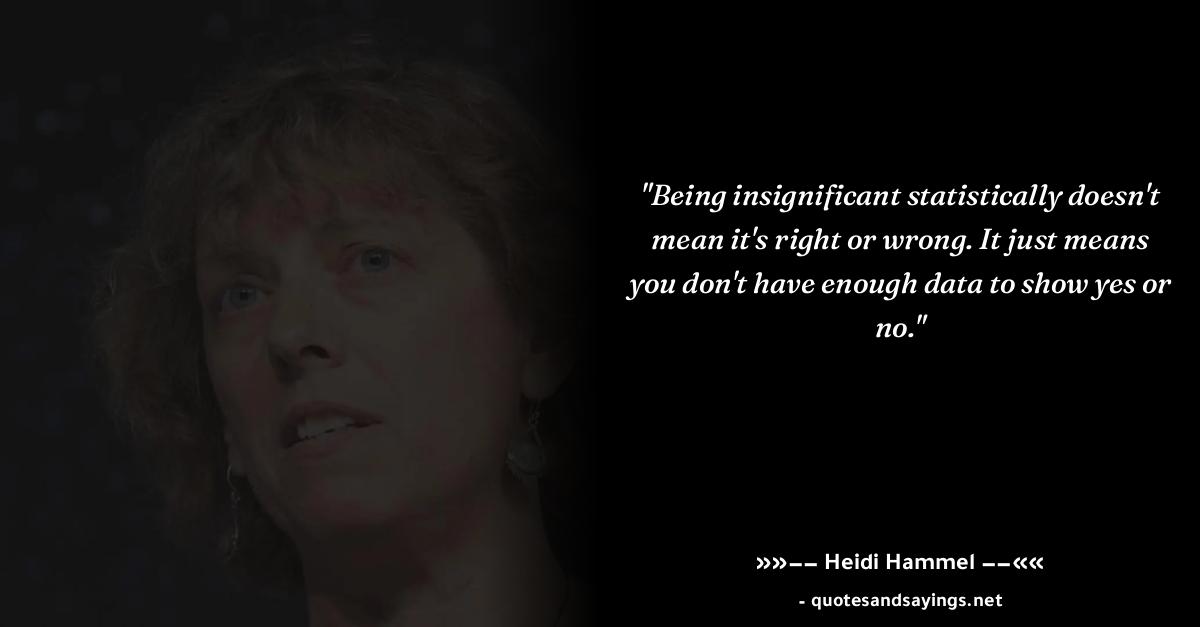 "Being insignificant statistically doesn't
mean it's right or wrong. It just means
you don't have enough data to show yes or
no."
»»−− Heidi Hammel −−««
- quotesandsayings.net